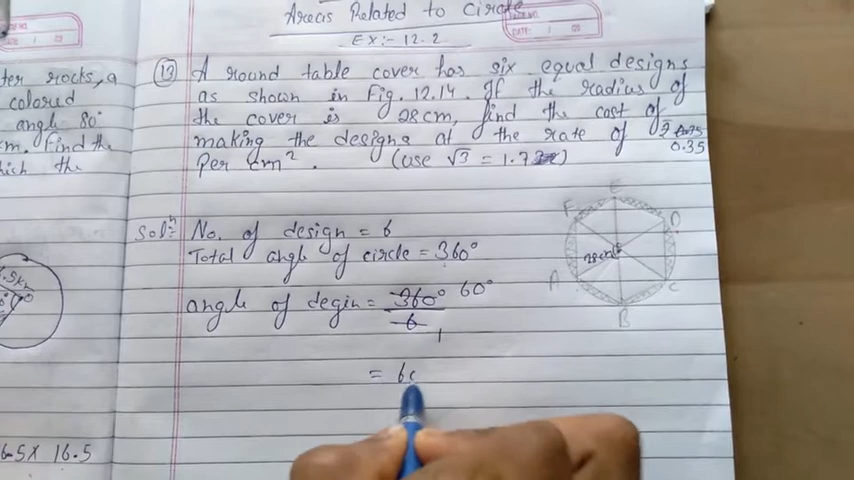 Areas Related to Circle
EX:- 12.2
ter rocks, a
colored
angle 80°
m. Find the
hich the
(13) A round table cover has six equal designs
as shown in Fig. 12.14. If the radius of
the cover is 28cm, find the cost of
making the designs at the rate of ₹
0.35
Per cm². (use √3 = 1.7
Solⁿ: No. of design = 6
Total angle of circle = 360°
angle of degin = 360° 60°
6 1
= 60
E
F
D
28cm
A
C
B
6.5 X 16.5